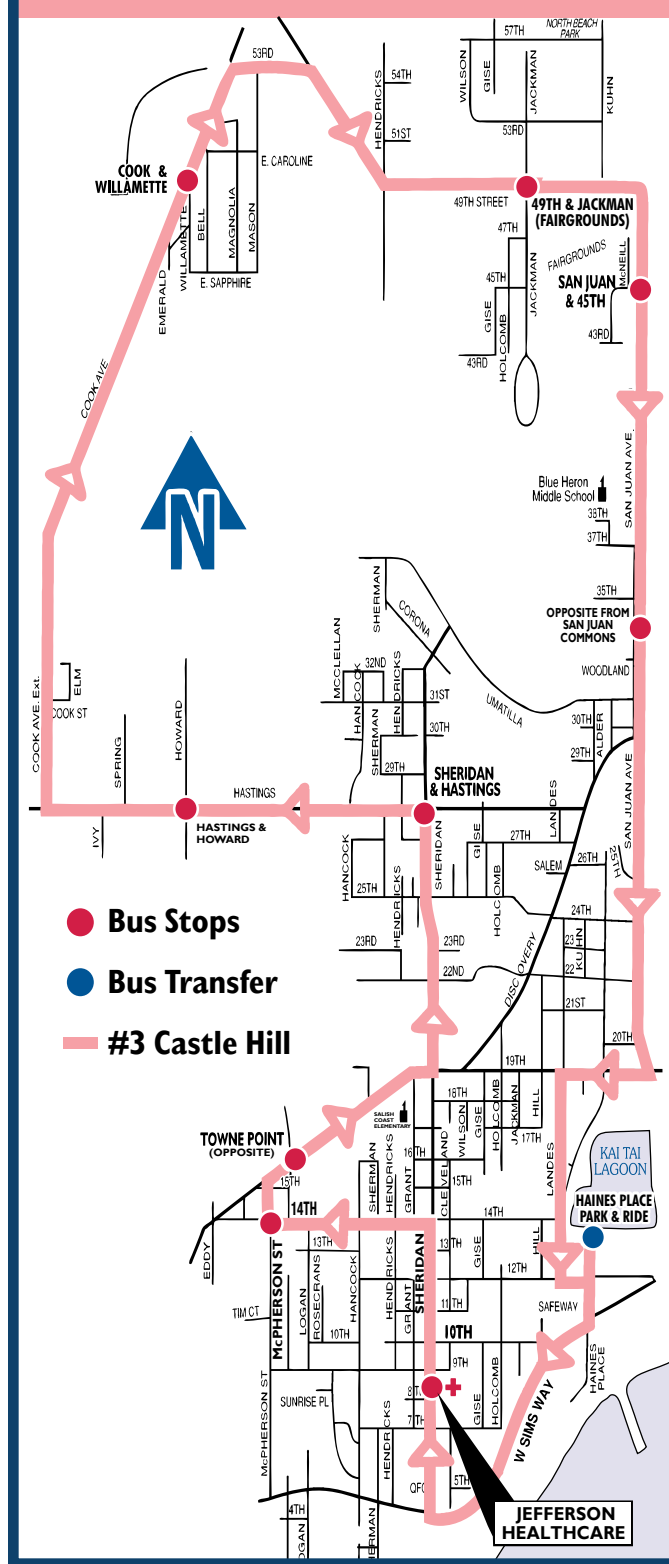 NORTH BEACH
PARK
57TH
WILSON
GISE
JACKMAN
KUHN
53RD
53RD
HENDRICKS
54TH
51ST
E. CAROLINE
COOK &
WILLAMETTE
WILLAMETTE
BELL
MAGNOLIA
MASON
EMERALD
E. SAPPHIRE
49TH STREET
49TH & JACKMAN
(FAIRGROUNDS)
47TH
FAIRGROUNDS
McNEILL
SAN JUAN
& 45TH
45TH
GISE
HOLCOMB
JACKMAN
43RD
43RD
COOK AVE
N
SAN JUAN AVE.
Blue Heron
Middle School
38TH
37TH
35TH
OPPOSITE FROM
SAN JUAN
COMMONS
WOODLAND
SHERMAN
CORONA
UMATILLA
McCLELLAN
HANCOCK
32ND
HENDRICKS
31ST
30TH
SHERMAN
29TH
30TH
ALDER
29TH
COOK AVE. Ext.
ELM
COOK ST
SPRING
HOWARD
HASTINGS
SHERIDAN
& HASTINGS
HASTINGS &
HOWARD
IVY
LANDES
GISE
27TH
SAN JUAN AVE
SHERIDAN
HANCOCK
HENDRICKS
25TH
HOLCOMB
SALEM
26TH
25TH
24TH
23RD
23RD
22ND
DISCOVERY
23
KUHN
22
21ST
20TH
Bus Stops
Bus Transfer
#3 Castle Hill
19TH
18TH
SALISH
COAST
ELEMENTARY
WILSON
GISE
HOLCOMB
JACKMAN
HILL
17TH
16TH
15TH
CLEVELAND
GRANT
HENDRICKS
SHERMAN
LANDES
KAI TAI
LAGOON
TOWNE POINT
(OPPOSITE)
15TH
14TH
14TH
HAINES PLACE
PARK & RIDE
EDDY
McPHERSON ST
13TH
LOGAN
ROSECRANS
HANCOCK
HENDRICKS
GRANT
SHERIDAN
13TH
GISE
HILL
12TH
11TH
SAFEWAY
TIM CT
10TH
10TH
9TH
HAINES
PLACE
McPHERSON ST
SUNRISE PL
HENDRICKS
7TH
GISE
HOLCOMB
W SIMS WAY
QFC
5TH
4TH
JEFFERSON
HEALTHCARE